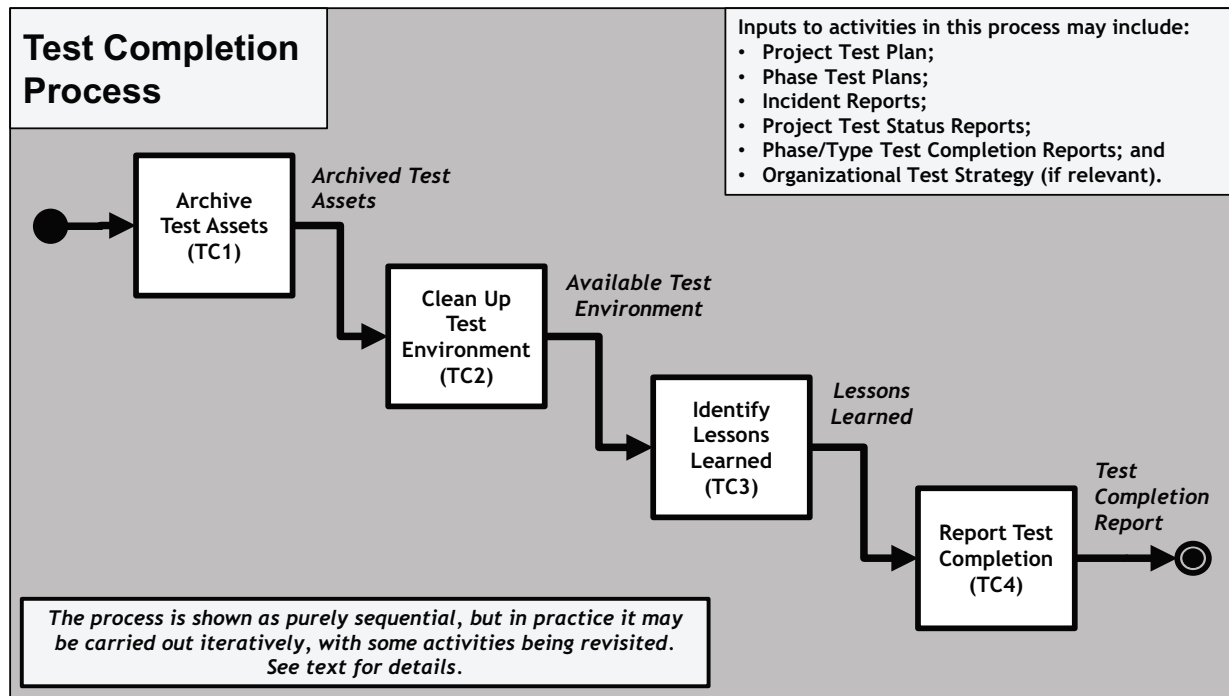 Test Completion
Process
Inputs to activities in this process may include:
• Project Test Plan;
• Phase Test Plans;
• Incident Reports;
• Project Test Status Reports;
• Phase/Type Test Completion Reports; and
• Organizational Test Strategy (if relevant).
Archive
Test Assets
(TC1)
Archived Test
Assets
Clean Up
Test
Environment
(TC2)
Available Test
Environment
Identify
Lessons
Learned
(TC3)
Lessons
Learned
Report Test
Completion
(TC4)
Test
Completion
Report
The process is shown as purely sequential, but in practice it may
be carried out iteratively, with some activities being revisited.
See text for details.